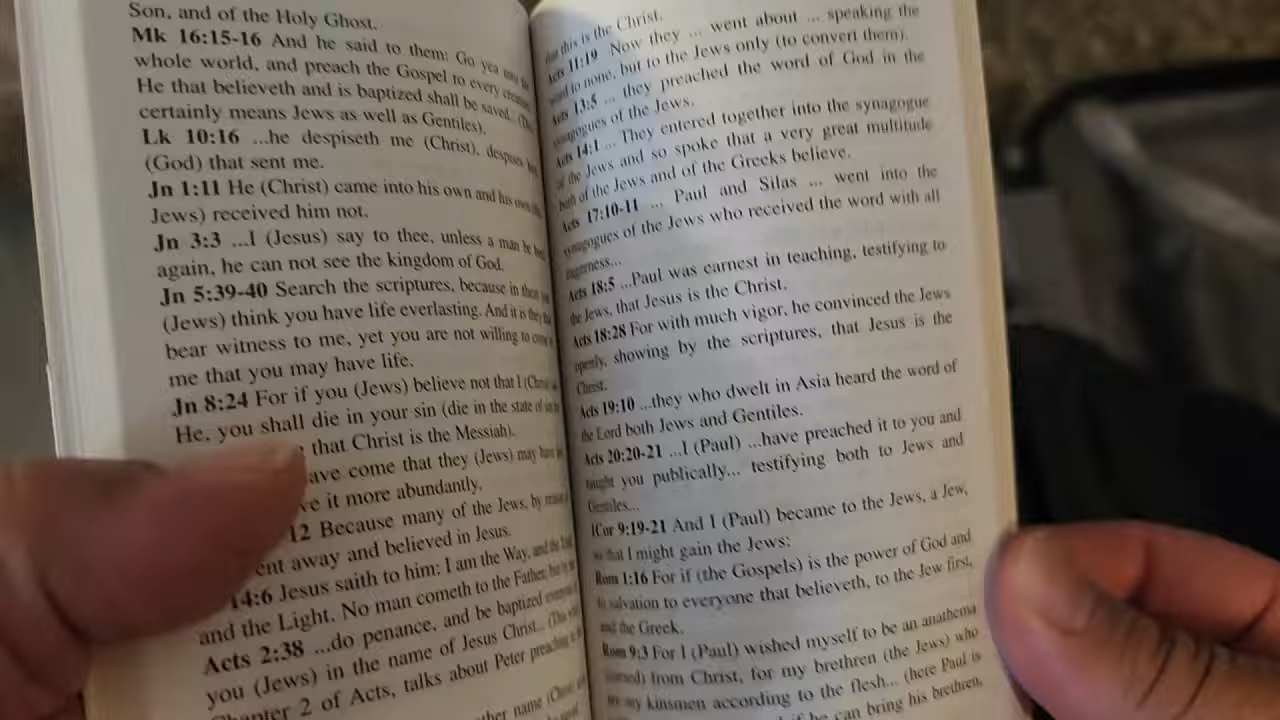 Son, and of the Holy Ghost.
Mk 16:15-16 And he said to them: Go yea into the
whole world, and preach the Gospel to every creature.
He that believeth and is baptized shall be saved..
certainly means Jews as well as Gentiles).
Lk 10:16 ...he despiseth me (Christ),
(God) that sent me.
Jn 1:11 He (Christ) came into his own and his own
Jews) received him not.
Jn 3:3 ...I (Jesus) say to thee, unless a man be
again, he can not see the kingdom of God.
Jn 5:39-40 Search the scriptures, because in
(Jews) think you have life everlasting. And it is
bear witness to me, yet you are not willing to
me that you may have life.
Jn 8:24 For if you (Jews) believe not that I
He, you shall die in your sin (die in the state of
that Christ is the Messiah).
ave come that they (Jews) may
ve it more abundantly.
12 Because many of the Jews, by
ent away and believed in Jesus.
14:6 Jesus saith to him: I am the Way, and the
and the Light. No man cometh to the Father,
Acts 2:38 ...do penance, and be baptized
you (Jews) in the name of Jesus Christ..
Chapter 2 of Acts, talks about Peter preaching
ther name
this is the Christ.
Acts 11:19 Now they ... went about ... speaking the
word to none, but to the Jews only (to convert them).
Acts 13:5 ... they preached the word of God in the
synagogues of the Jews.
Acts 14:1 ... They entered together into the synagogue
of the Jews and so spoke that a very great multitude
both of the Jews and of the Greeks believe.
Acts 17:10-11 ... Paul and Silas ... went into the
synagogues of the Jews who received the word with all
eagerness...
Acts 18:5 ...Paul was earnest in teaching, testifying to
the Jews, that Jesus is the Christ.
Acts 18:28 For with much vigor, he convinced the Jews
openly, showing by the scriptures, that Jesus is the
Christ.
Acts 19:10 ...they who dwelt in Asia heard the word of
the Lord both Jews and Gentiles.
Acts 20:20-21 ...I (Paul) ...have preached it to you and
taught you publically... testifying both to Jews and
Gentiles...
1Cor 9:19-21 And I (Paul) became to the Jews, a Jew,
so that I might gain the Jews:
Rom 1:16 For if (the Gospels) is the power of God and
to salvation to everyone that believeth, to the Jew first,
and the Greek.
Rom 9:3 For I (Paul) wished myself to be an anathema
from Christ, for my brethren (the Jews) who
are my kinsmen according to the flesh... (here Paul is
if he can bring his brethren,